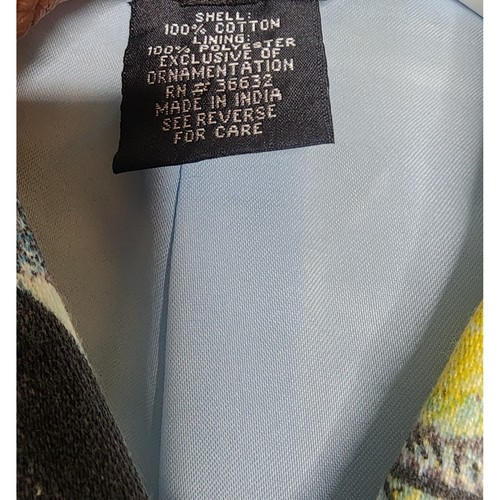 SHELL:
100% COTTON
LINING:
100% POLYESTER
EXCLUSIVE OF
ORNAMENTATION
RN # 36632
MADE IN INDIA
SEE REVERSE
FOR CARE